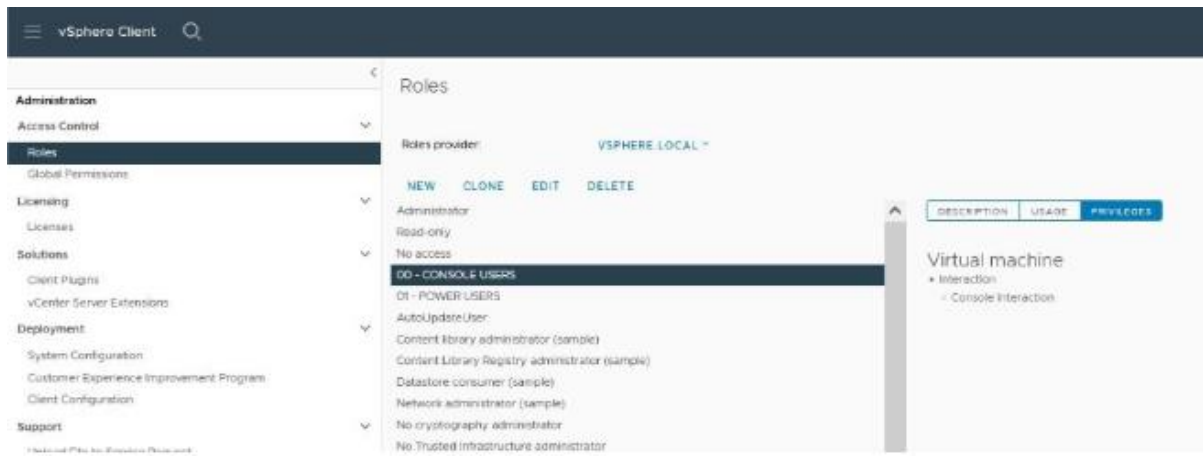 vSphere Client
Administration
Access Control
Roles
Global Permissions
Licensing
Licenses
Solutions
Client Plugins
vCenter Server Extensions
Deployment
System Configuration
Customer Experience Improvement Program
Client Configuration
Support
Roles
Roles provider:
VSPHERE.LOCAL
NEW CLONE EDIT DELETE
Administrator
Read-only
No access
00 - CONSOLE USERS
01 - POWER USERS
AutoUpdateUser
Content library administrator (sample)
Content Library Registry administrator (sample)
Datastore consumer (sample)
Network administrator (sample)
No cryptography administrator
No Trusted Infrastructure administrator
DESCRIPTION USAGE PRIVILEGES
Virtual machine
Interaction
Console Interaction